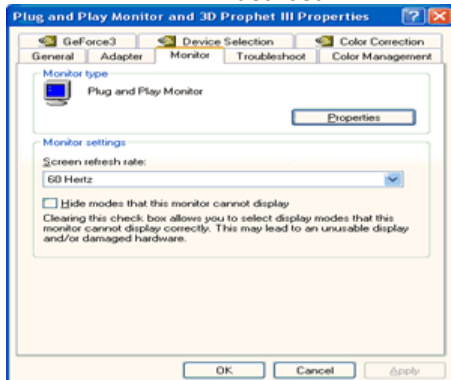 Plug and Play Monitor and 3D Prophet III Properties
GeForce3 Device Selection Color Correction
General Adapter Monitor Troubleshoot Color Management
Monitor type
Plug and Play Monitor
Properties
Monitor settings
Screen refresh rate:
60 Hertz
Hide modes that this monitor cannot display
Clearing this check box allows you to select display modes that this
monitor cannot display correctly. This may lead to an unusable display
and/or damaged hardware.
OK Cancel Apply